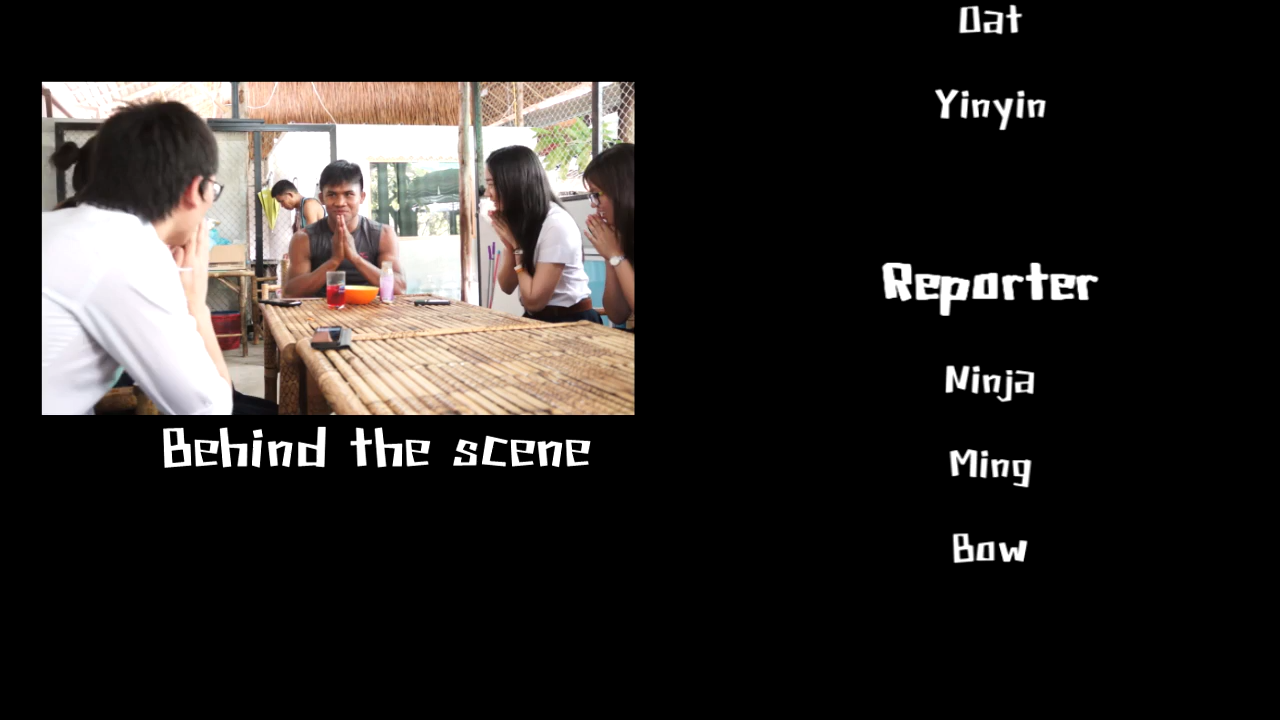 Oat
Yinyin
Reporter
Ninja
Ming
Bow
Behind the scene